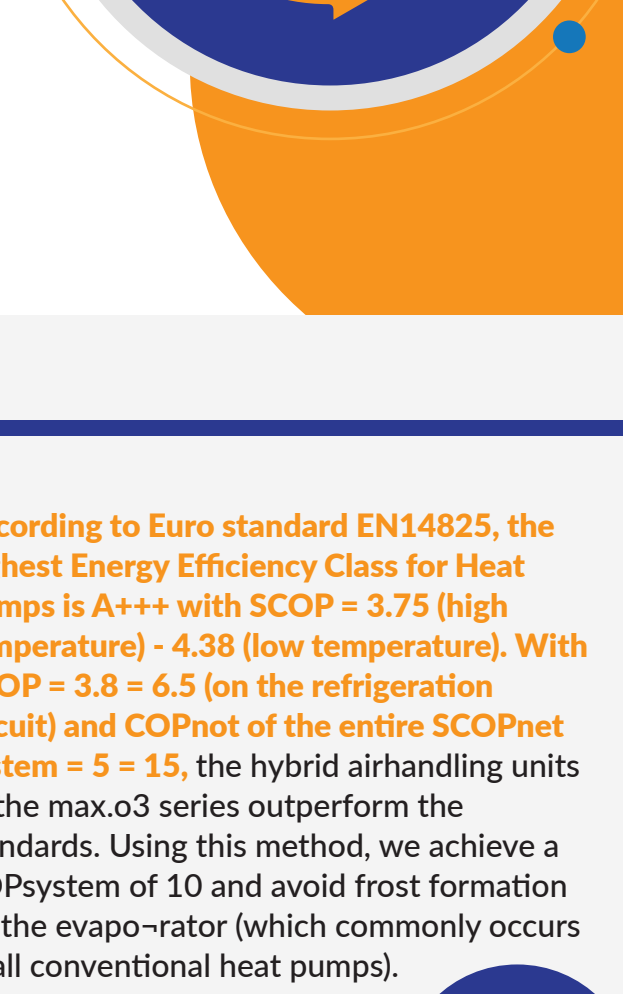 cording to Euro standard EN14825, the
hest Energy Efficiency Class for Heat
mps is A+++ with SCOP = 3.75 (high
mperature) - 4.38 (low temperature). With
OP = 3.8 = 6.5 (on the refrigeration
cuit) and COPnot of the entire SCOPnet
stem = 5 = 15, the hybrid airhandling units
the max.o3 series outperform the
ndards. Using this method, we achieve a
OPsystem of 10 and avoid frost formation
the evapo¬rator (which commonly occurs
all conventional heat pumps).